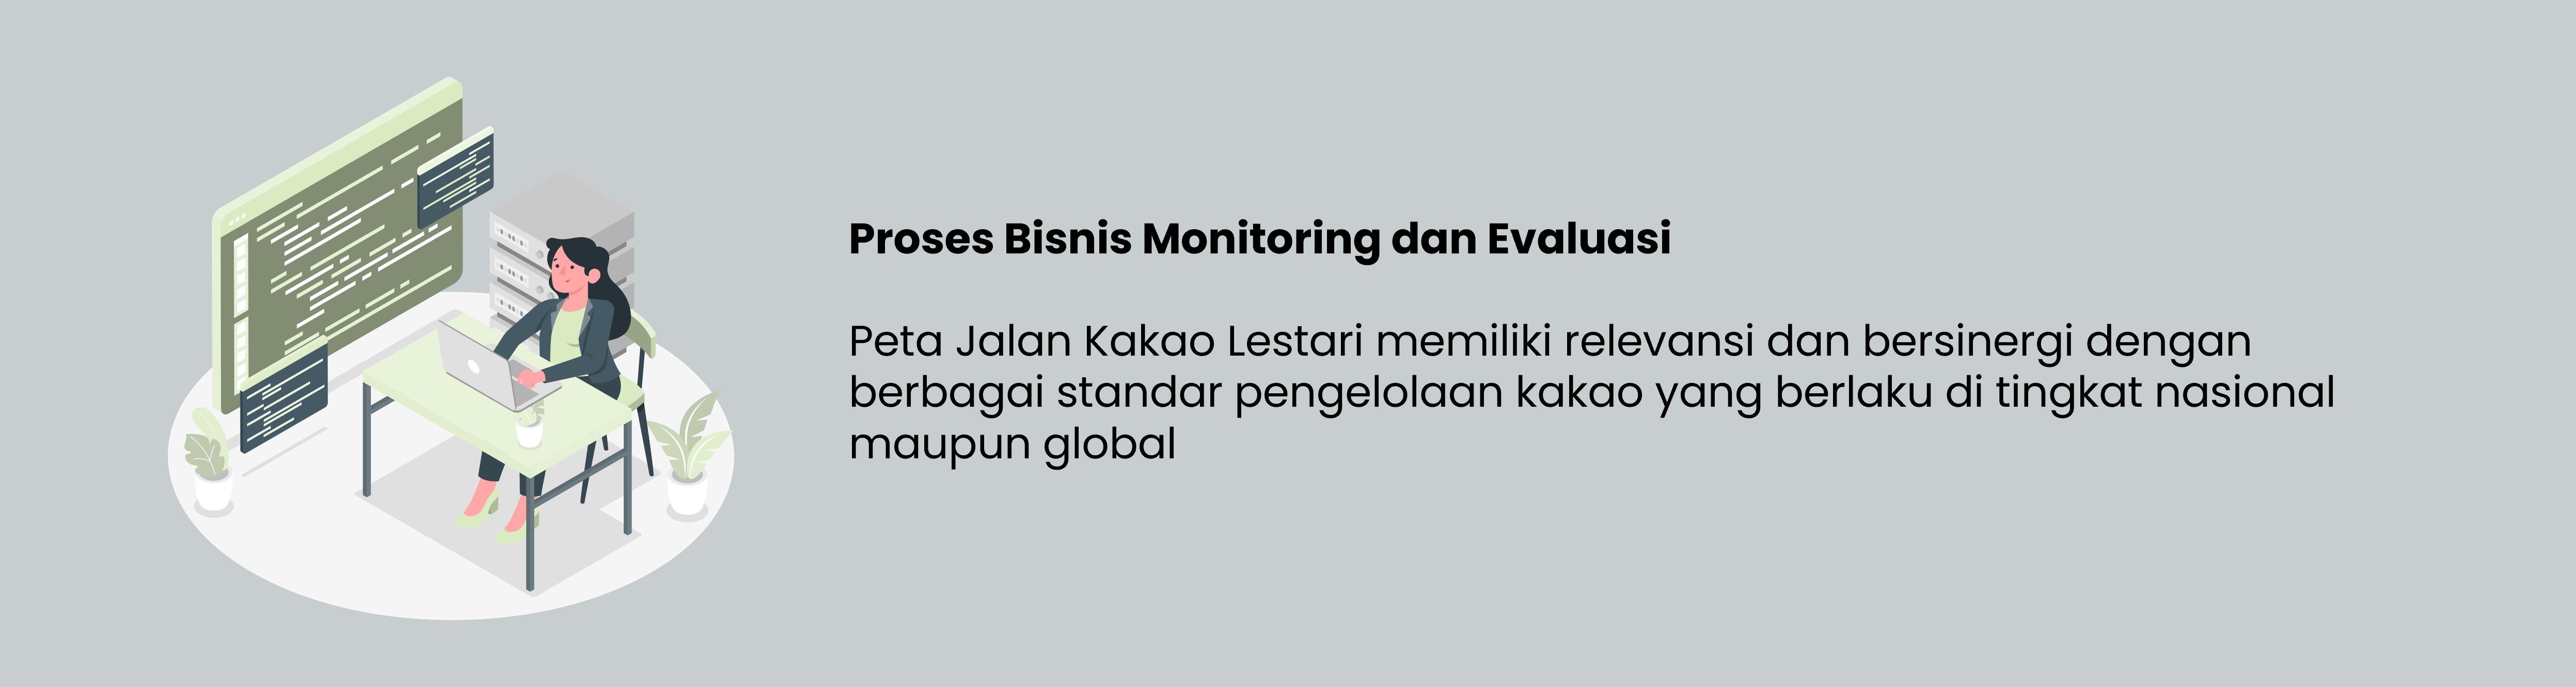 Proses Bisnis Monitoring dan Evaluasi
Peta Jalan Kakao Lestari memiliki relevansi dan bersinergi dengan
berbagai standar pengelolaan kakao yang berlaku di tingkat nasional
maupun global